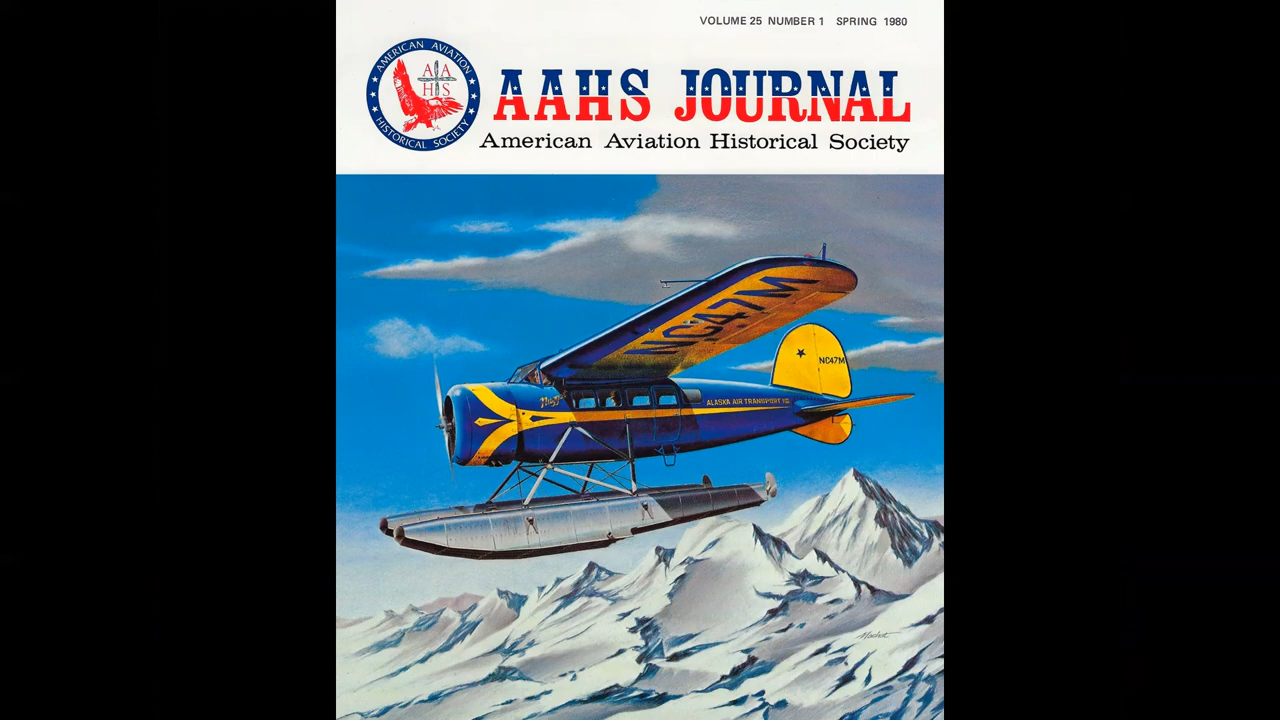 VOLUME 25 NUMBER 1 SPRING 1980
AMERICAN AVIATION
HISTORICAL SOCIETY
A A
H S
AAHS JOURNAL
American Aviation Historical Society
NC47M
NC47M
ALASKA AIR TRANSPORT INC.
Machat